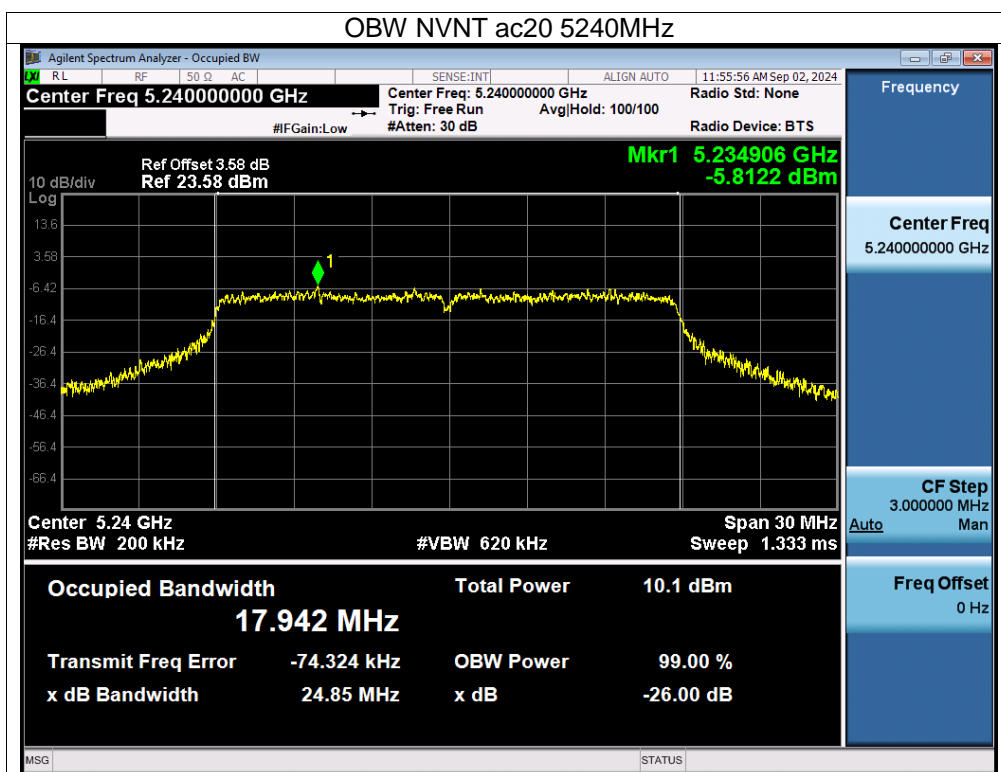 OBW NVNT ac20 5240MHz
Agilent Spectrum Analyzer - Occupied BW
LXI RL RF 50 Ω AC SENSE:INT ALIGN AUTO 11:55:56 AM Sep 02, 2024
Center Freq 5.240000000 GHz
Center Freq: 5.240000000 GHz
Radio Std: None
Trig: Free Run Avg|Hold: 100/100
#IFGain:Low
#Atten: 30 dB
Radio Device: BTS
Frequency
Mkr1 5.234906 GHz
-5.8122 dBm
Ref Offset 3.58 dB
10 dB/div Ref 23.58 dBm
Log
13.6
3.58
-6.42
-16.4
-26.4
-36.4
-46.4
-56.4
-66.4
1
Center 5.24 GHz Span 30 MHz
#Res BW 200 kHz #VBW 620 kHz Sweep 1.333 ms
Occupied Bandwidth
17.942 MHz
Total Power 10.1 dBm
Transmit Freq Error -74.324 kHz OBW Power 99.00 %
x dB Bandwidth 24.85 MHz x dB -26.00 dB
Center Freq
5.240000000 GHz
CF Step
3.000000 MHz
Auto Man
Freq Offset
0 Hz
MSG STATUS